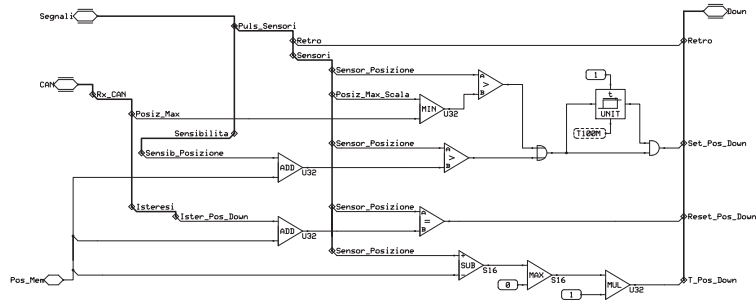 Segnali
Down
Puls_Sensori
Retro
Retro
Sensori
CAN
Sensor_Posizione
A
>
B
1
t
UNIT
Rx_CAN
Posiz_Max_Scala
MIN
U32
Posiz_Max
T100M
Sensibilita
Sensor_Posizione
A
>
B
Set_Pos_Down
Sensib_Posizione
ADD
U32
Isteresi
Sensor_Posizione
A
=
B
Ister_Pos_Down
Reset_Pos_Down
ADD
U32
Sensor_Posizione
+
SUB
-
S16
Pos_Mem
MAX
S16
0
MUL
U32
1
T_Pos_Down